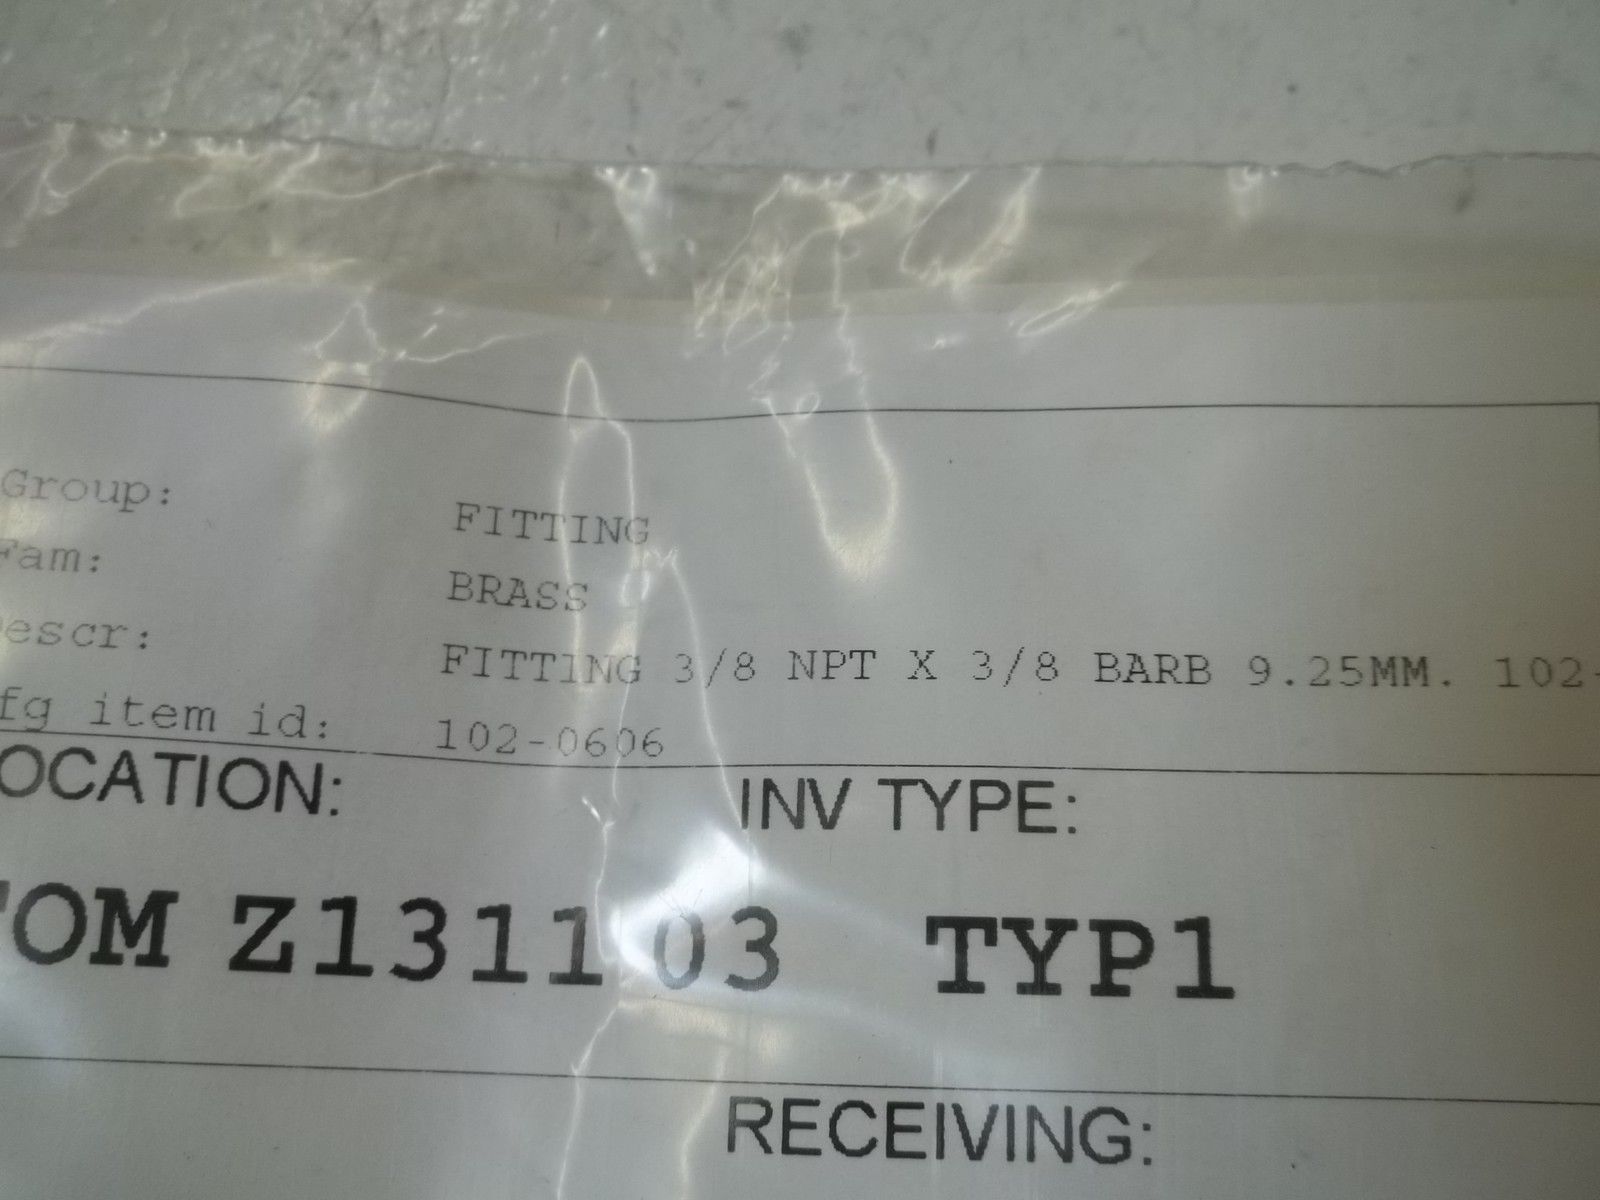 Group: FITTING
Fam: BRASS
escr: FITTING 3/8 NPT X 3/8 BARB 9.25MM. 102-
fg item id: 102-0606
OCATION: INV TYPE:
TOM Z131103 TYP1
RECEIVING: